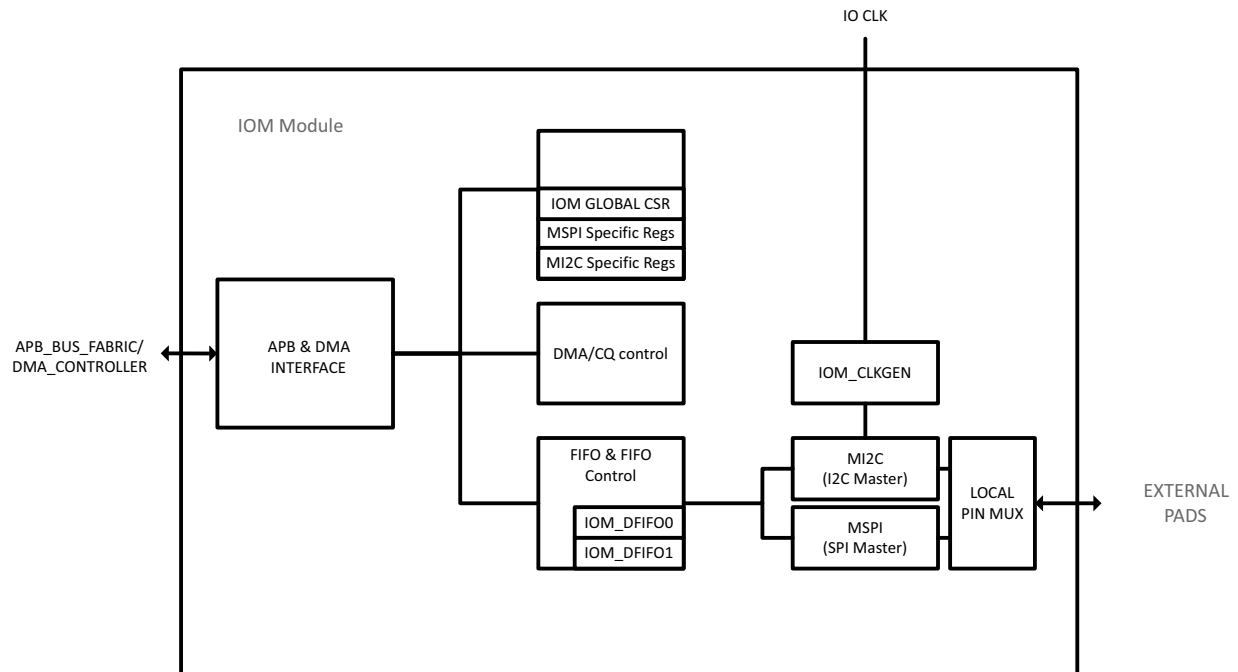 IO CLK
IOM Module
IOM GLOBAL CSR
MSPI Specific Regs
MI2C Specific Regs
APB_BUS_FABRIC/
DMA_CONTROLLER
APB & DMA
INTERFACE
DMA/CQ control
IOM_CLKGEN
FIFO & FIFO
Control
IOM_DFIFO0
IOM_DFIFO1
MI2C
(I2C Master)
MSPI
(SPI Master)
LOCAL
PIN MUX
EXTERNAL
PADS